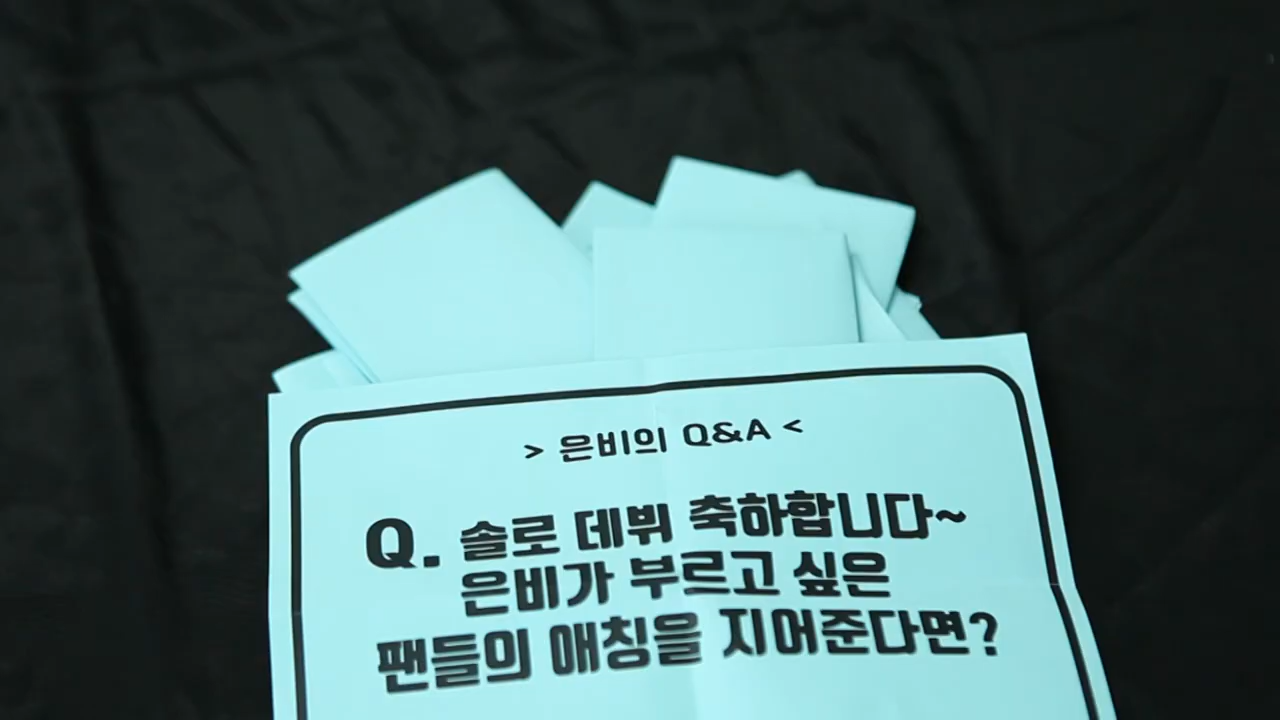 > 은비의 Q&A <
Q. 솔로 데뷔 축하합니다~
은비가 부르고 싶은
팬들의 애칭을 지어준다면?